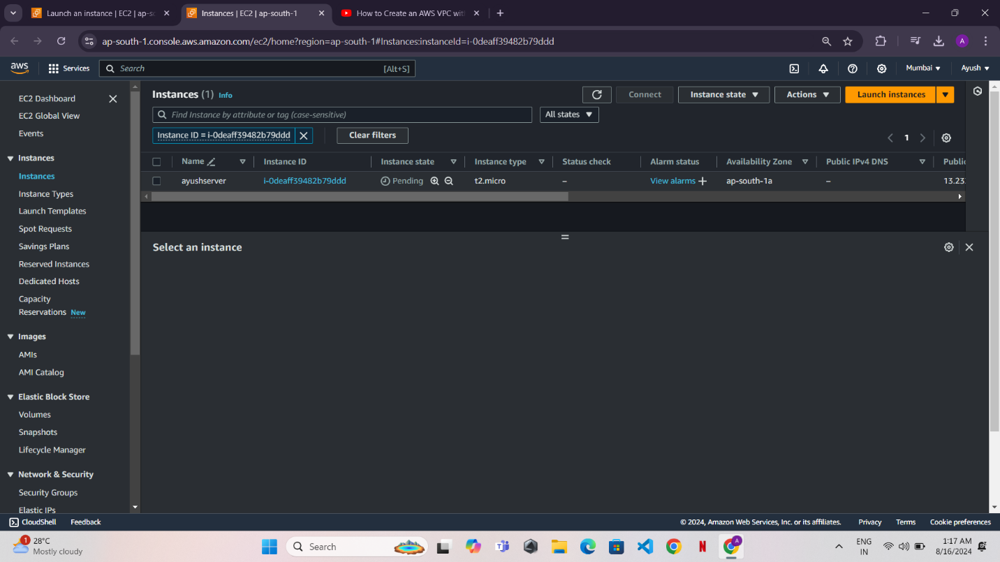 Launch an instance | EC2 | ap-so
Instances | EC2 | ap-south-1
How to Create an AWS VPC wit
ap-south-1.console.aws.amazon.com/ec2/home?region=ap-south-1#Instances:instanceId=i-0deaff39482b79ddd
A
aws
Services
Search
[Alt+S]
Mumbai
Ayush
EC2 Dashboard
EC2 Global View
Events
Instances
Instances
Instance Types
Launch Templates
Spot Requests
Savings Plans
Reserved Instances
Dedicated Hosts
Capacity
Reservations New
Images
AMIs
AMI Catalog
Elastic Block Store
Volumes
Snapshots
Lifecycle Manager
Network & Security
Security Groups
Elastic IPs
Instances (1) Info
Connect
Instance state
Actions
Launch instances
Find Instance by attribute or tag (case-sensitive)
All states
Instance ID = i-0deaff39482b79ddd
Clear filters
1
Name Instance ID Instance state Instance type Status check Alarm status Availability Zone Public IPv4 DNS Public
ayushserver i-0deaff39482b79ddd Pending t2.micro – View alarms ap-south-1a – 13.23
Select an instance
CloudShell
Feedback
© 2024, Amazon Web Services, Inc. or its affiliates.
Privacy
Terms
Cookie preferences
1
28°C
Mostly cloudy
Search
A
ENG
IN
1:17 AM
8/16/2024